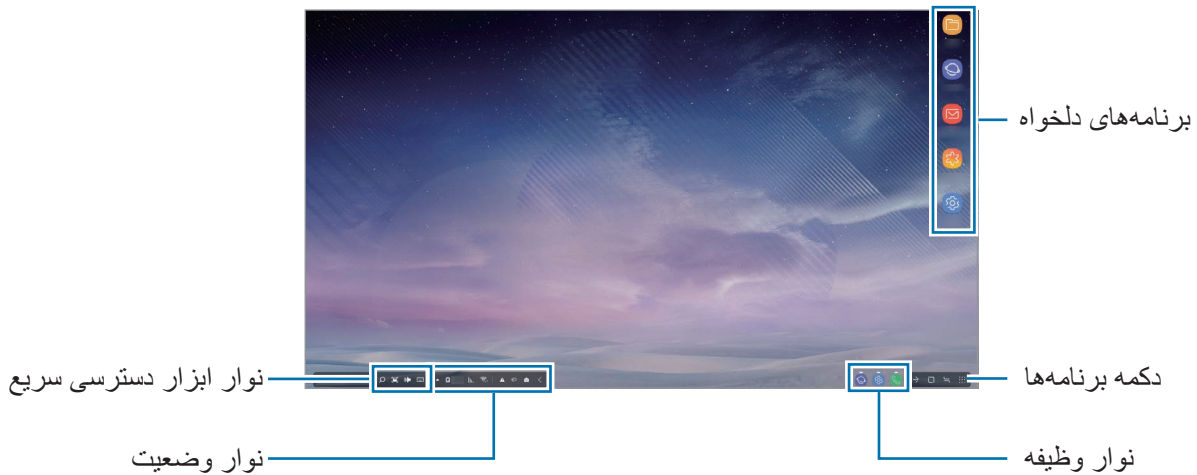 برنامه‌های دلخواه
دکمه برنامه‌ها
نوار ابزار دسترسی سریع
نوار وظیفه
نوار وضعیت